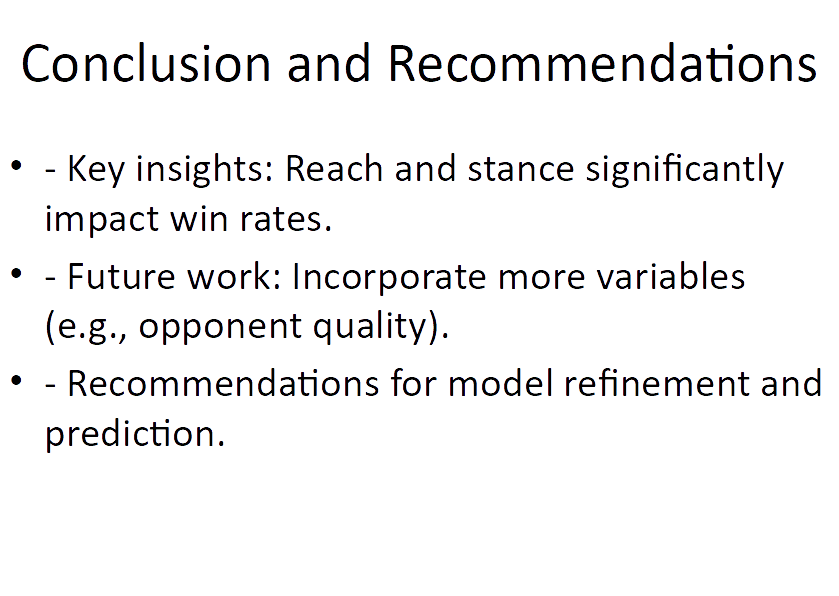 Conclusion and Recommendations
• - Key insights: Reach and stance significantly
impact win rates.
• - Future work: Incorporate more variables
(e.g., opponent quality).
• - Recommendations for model refinement and
prediction.